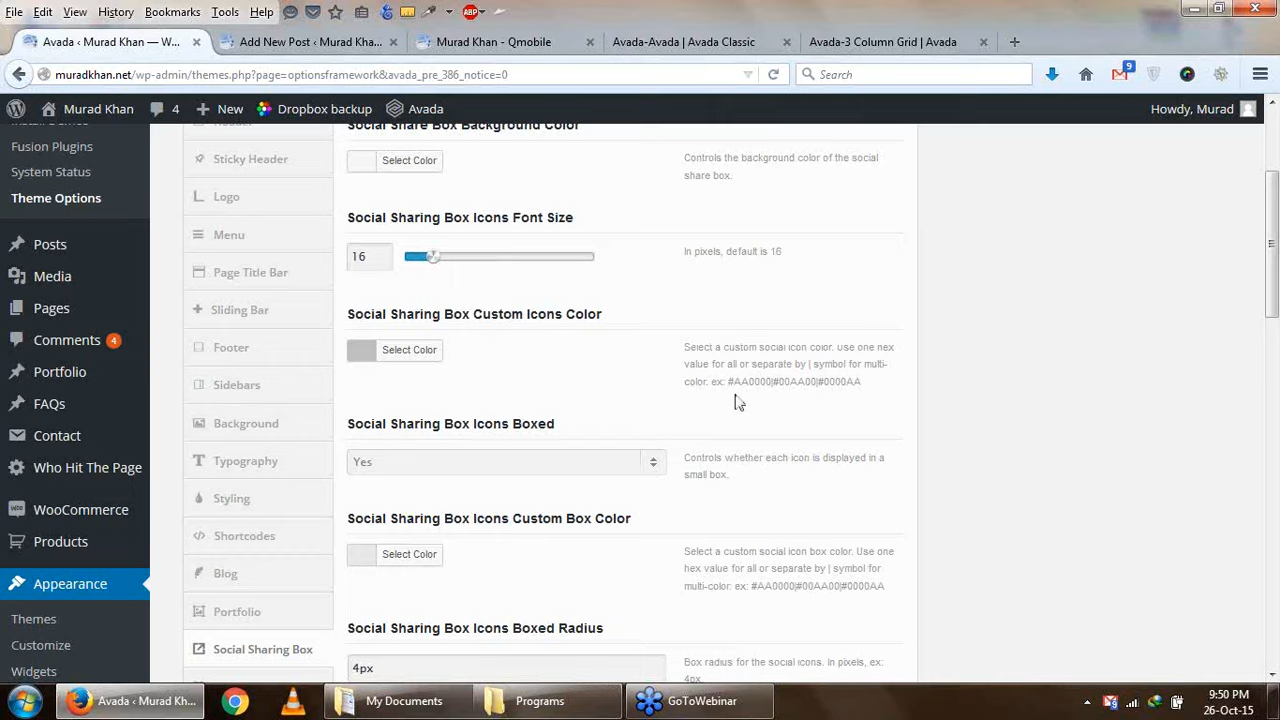 File Edit View History Bookmarks Tools Help ABP
Avada ‹ Murad Khan — W... × Add New Post ‹ Murad Kha... × Murad Khan - Qmobile × Avada-Avada | Avada Classic × Avada-3 Column Grid | Avada × +
muradkhan.net/wp-admin/themes.php?page=optionsframework&avada_pre_386_notice=0 Search 9
Murad Khan 4 + New Dropbox backup Avada Howdy, Murad
Fusion Plugins
System Status
Theme Options
Posts
Media
Pages
Comments 4
Portfolio
FAQs
Contact
Who Hit The Page
WooCommerce
Products
Appearance
Themes
Customize
Widgets
Sticky Header
Logo
Menu
Page Title Bar
Sliding Bar
Footer
Sidebars
Background
Typography
Styling
Shortcodes
Blog
Portfolio
Social Sharing Box
Social Share Box Background Color
Select Color
Controls the background color of the social
share box.
Social Sharing Box Icons Font Size
16
In pixels, default is 16
Social Sharing Box Custom Icons Color
Select Color
Select a custom social icon color. Use one hex
value for all or separate by | symbol for multi-
color. ex: #AA0000|#00AA00|#0000AA
Social Sharing Box Icons Boxed
Yes
Controls whether each icon is displayed in a
small box.
Social Sharing Box Icons Custom Box Color
Select Color
Select a custom social icon box color. Use one
hex value for all or separate by | symbol for
multi-color. ex: #AA0000|#00AA00|#0000AA
Social Sharing Box Icons Boxed Radius
4px
Box radius for the social icons. In pixels, ex:
4px.
Avada ‹ Murad Kh... My Documents Programs GoToWebinar
9:50 PM
26-Oct-15